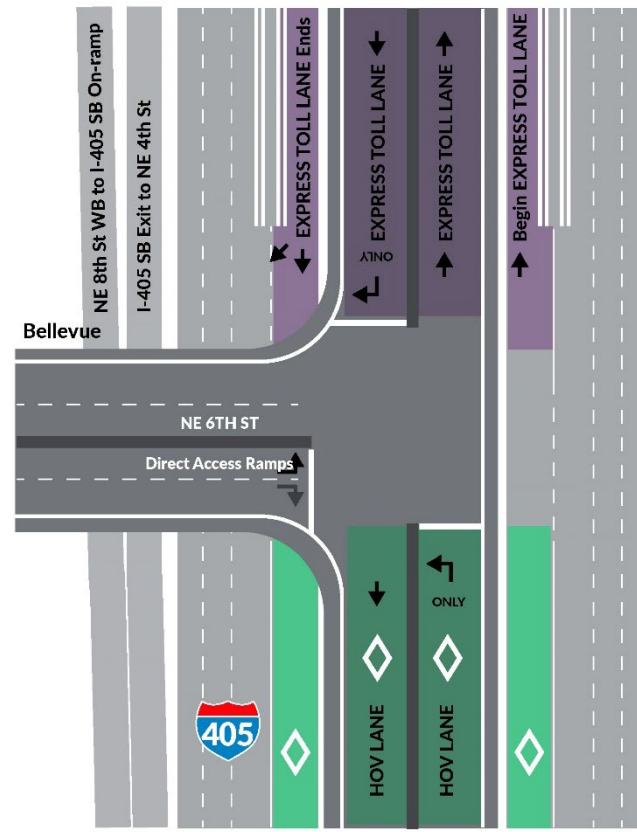 NE 8th St WB to I-405 SB On-ramp
I-405 SB Exit to NE 4th St
EXPRESS TOLL LANE Ends
EXPRESS TOLL LANE
ONLY
EXPRESS TOLL LANE
Begin EXPRESS TOLL LANE
Bellevue
NE 6TH ST
Direct Access Ramps
ONLY
HOV LANE
HOV LANE
405